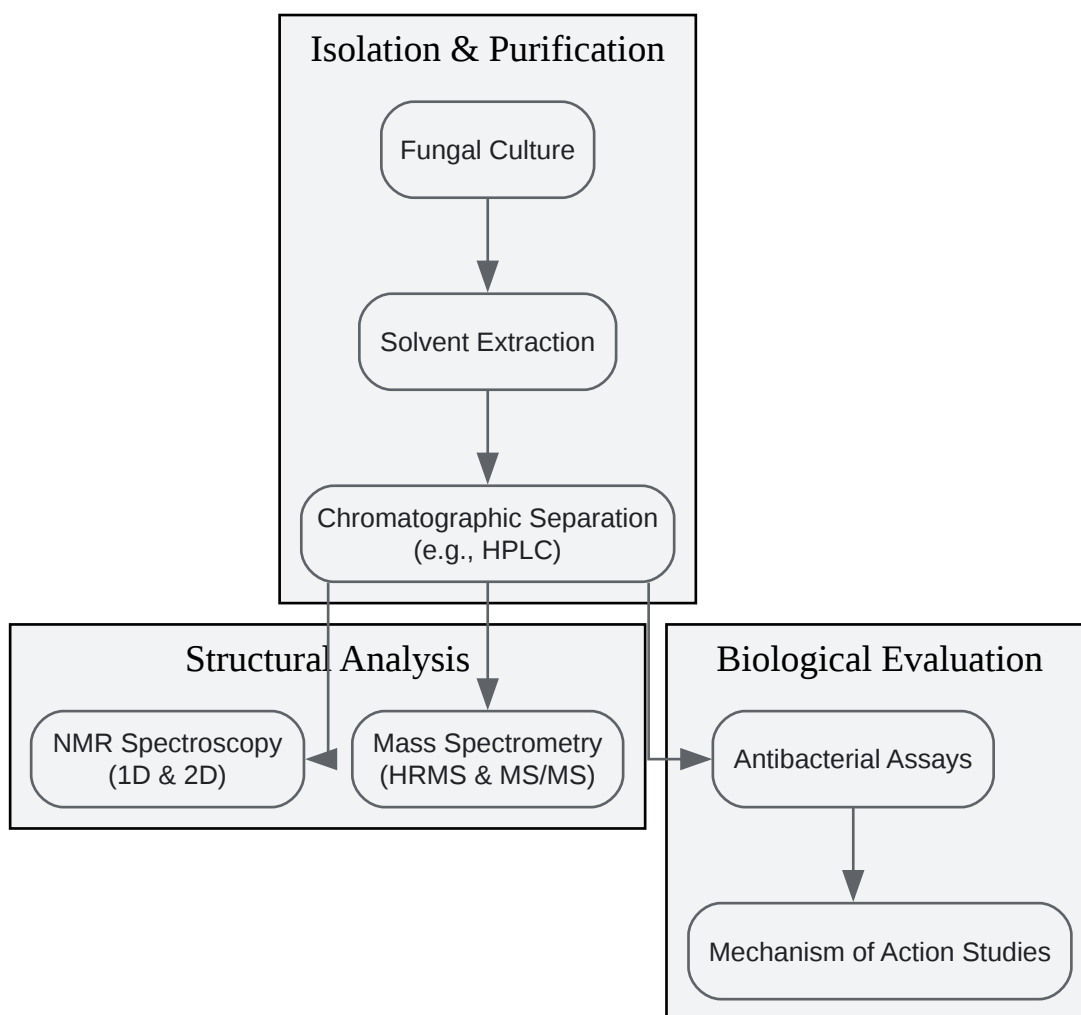 Isolation & Purification
Fungal Culture
Solvent Extraction
Chromatographic Separation
(e.g., HPLC)
Structural Analysis
NMR Spectroscopy
(1D & 2D)
Mass Spectrometry
(HRMS & MS/MS)
Biological Evaluation
Antibacterial Assays
Mechanism of Action Studies